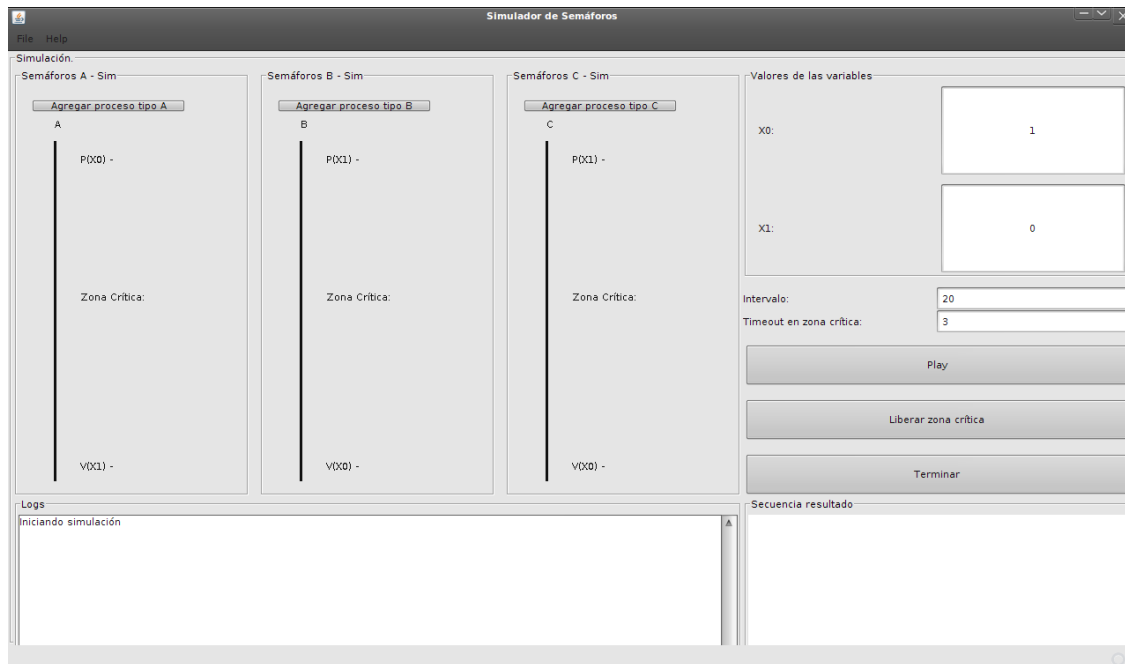 Simulador de Semáforos
File Help
Simulación.
Semáforos A - Sim
Agregar proceso tipo A
A
P(X0) -
Zona Crítica:
V(X1) -
Semáforos B - Sim
Agregar proceso tipo B
B
P(X1) -
Zona Crítica:
V(X0) -
Semáforos C - Sim
Agregar proceso tipo C
C
P(X1) -
Zona Crítica:
V(X0) -
Valores de las variables
X0: 1
X1: 0
Intervalo: 20
Timeout en zona crítica: 3
Play
Liberar zona crítica
Terminar
Logs
Iniciando simulación
Secuencia resultado